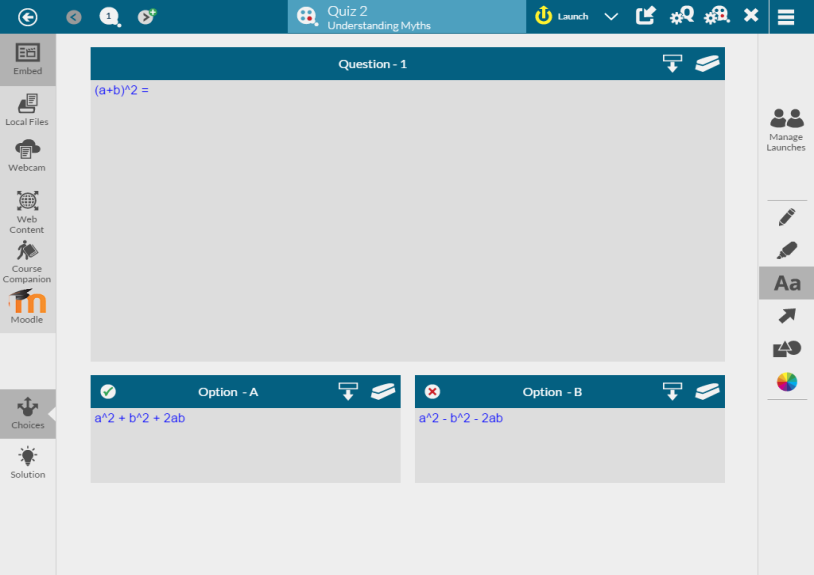 1
Quiz 2
Understanding Myths
Launch
Embed
Local Files
Webcam
Web
Content
Course
Companion
m
Moodle
Choices
Solution
Question - 1
(a+b)^2 =
Option - A
a^2 + b^2 + 2ab
Option - B
a^2 - b^2 - 2ab
Manage
Launches
Aa